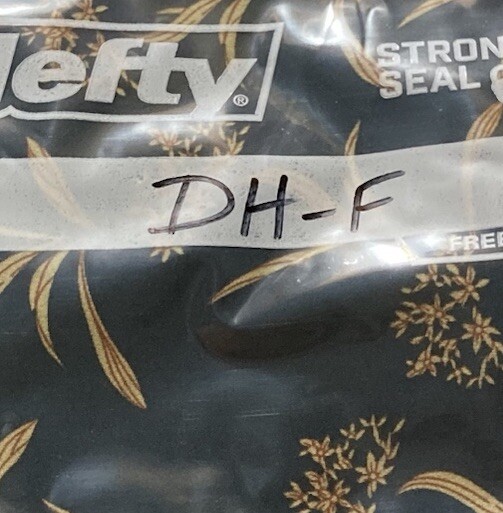 Hefty®
STRONG
SEAL
DH-F
FREE